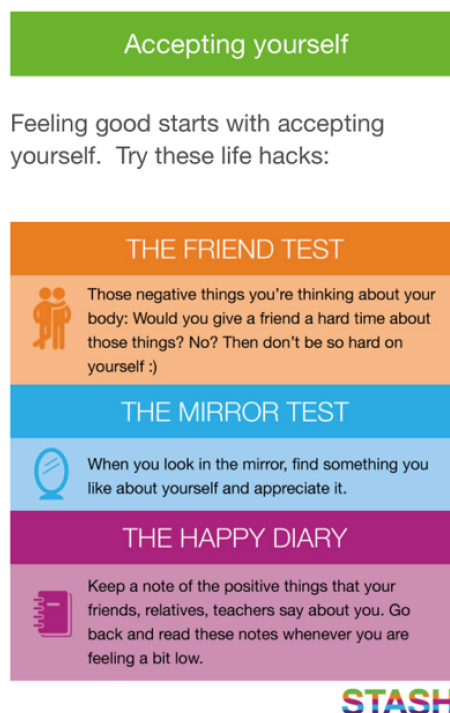 Accepting yourself
Feeling good starts with accepting
yourself.  Try these life hacks:
THE FRIEND TEST
Those negative things you're thinking about your
body: Would you give a friend a hard time about
those things? No? Then don't be so hard on
yourself :)
THE MIRROR TEST
When you look in the mirror, find something you
like about yourself and appreciate it.
THE HAPPY DIARY
Keep a note of the positive things that your
friends, relatives, teachers say about you. Go
back and read these notes whenever you are
feeling a bit low.
STASH